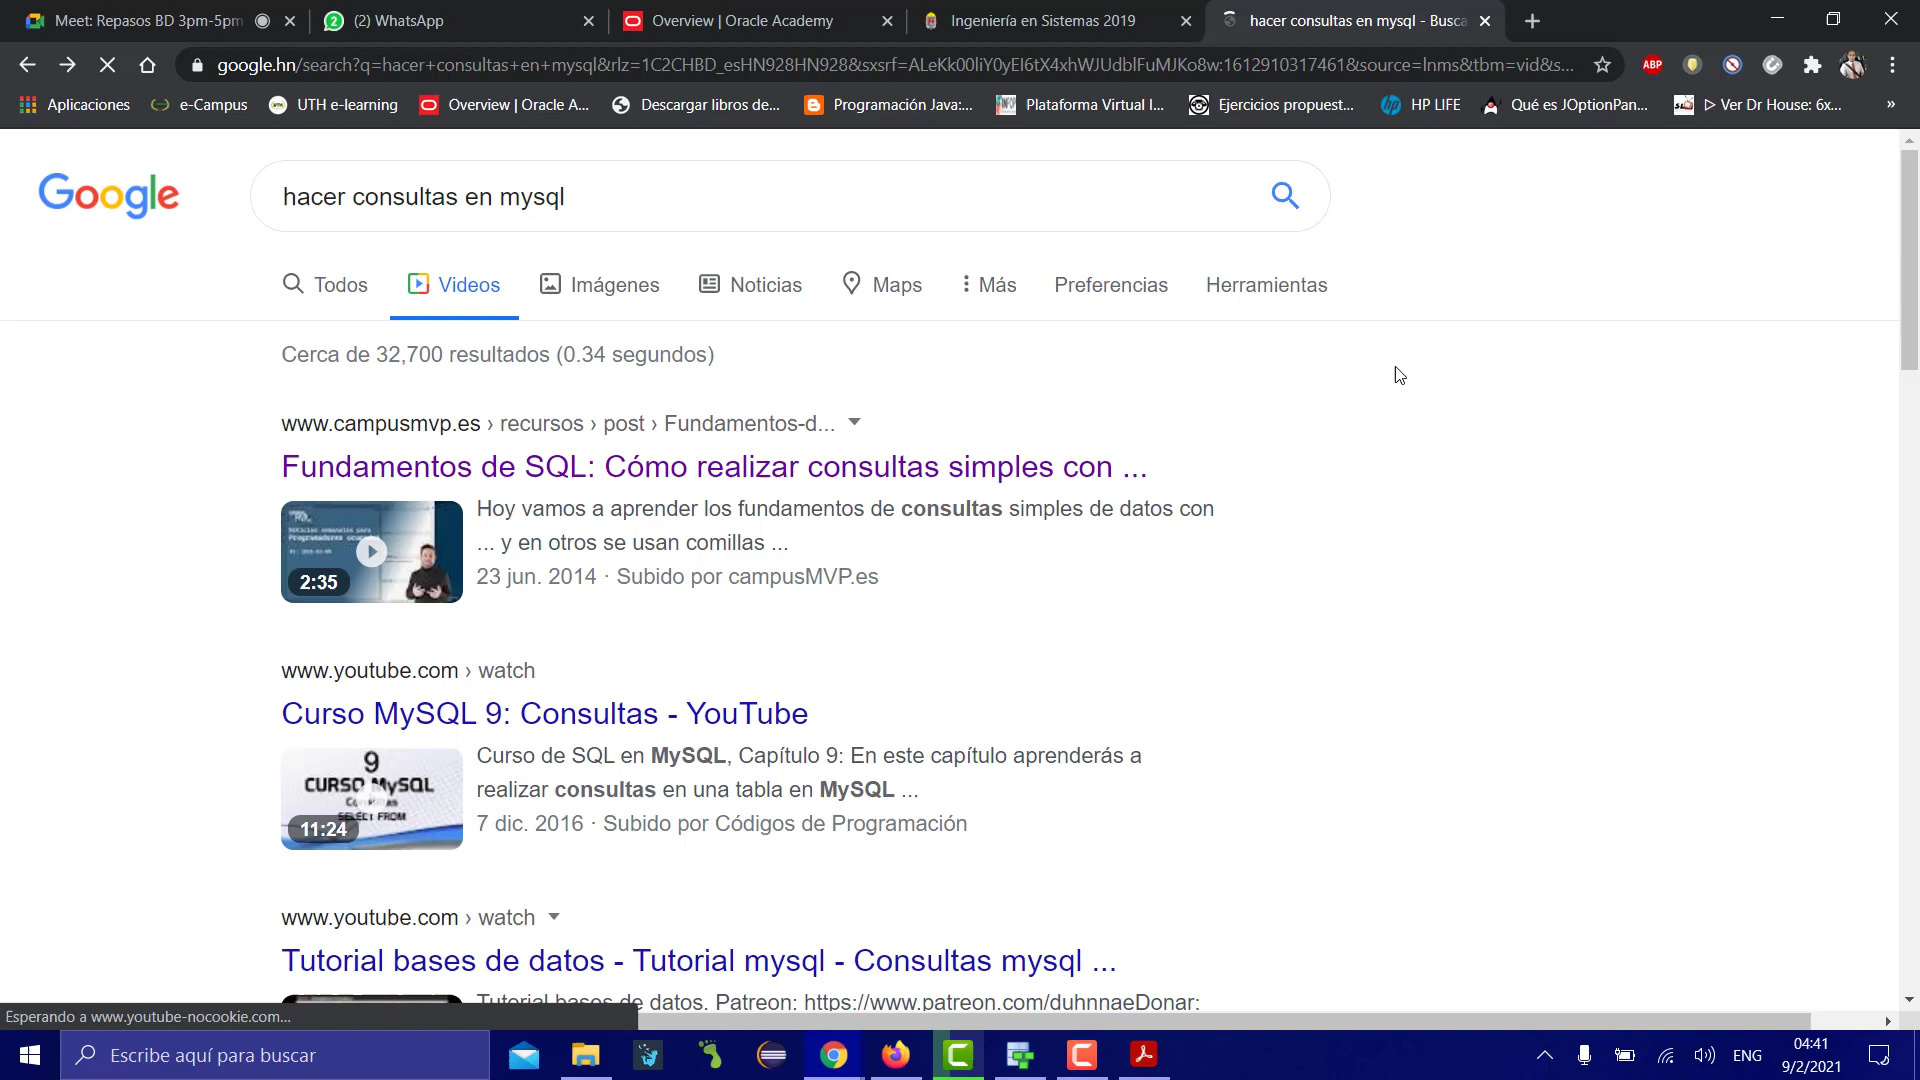 Meet: Repasos BD 3pm-5pm
(2) WhatsApp
Overview | Oracle Academy
Ingeniería en Sistemas 2019
hacer consultas en mysql - Busca
google.hn/search?q=hacer+consultas+en+mysql&rlz=1C2CHBD_esHN928HN928&sxsrf=ALeKk00liY0yEI6tX4xhWJUdblFuMJKo8w:1612910317461&source=lnms&tbm=vid&s...
ABP
Aplicaciones
e-Campus
UTH e-learning
Overview | Oracle A...
Descargar libros de...
Programación Java:...
Plataforma Virtual I...
Ejercicios propuest...
HP LIFE
Qué es JOptionPan...
▷ Ver Dr House: 6x...
»
Google
hacer consultas en mysql
Todos
Videos
Imágenes
Noticias
Maps
Más
Preferencias
Herramientas
Cerca de 32,700 resultados (0.34 segundos)
www.campusmvp.es › recursos › post › Fundamentos-d...
Fundamentos de SQL: Cómo realizar consultas simples con ...
2:35
Hoy vamos a aprender los fundamentos de consultas simples de datos con
... y en otros se usan comillas ...
23 jun. 2014 · Subido por campusMVP.es
www.youtube.com › watch
Curso MySQL 9: Consultas - YouTube
9
CURSO MySQL
Consultas
SELECT FROM
11:24
Curso de SQL en MySQL, Capítulo 9: En este capítulo aprenderás a
realizar consultas en una tabla en MySQL ...
7 dic. 2016 · Subido por Códigos de Programación
www.youtube.com › watch
Tutorial bases de datos - Tutorial mysql - Consultas mysql ...
Tutorial bases de datos. Patreon: https://www.patreon.com/duhnnaeDonar:
Esperando a www.youtube-nocookie.com...
Escribe aquí para buscar
ENG
04:41
9/2/2021